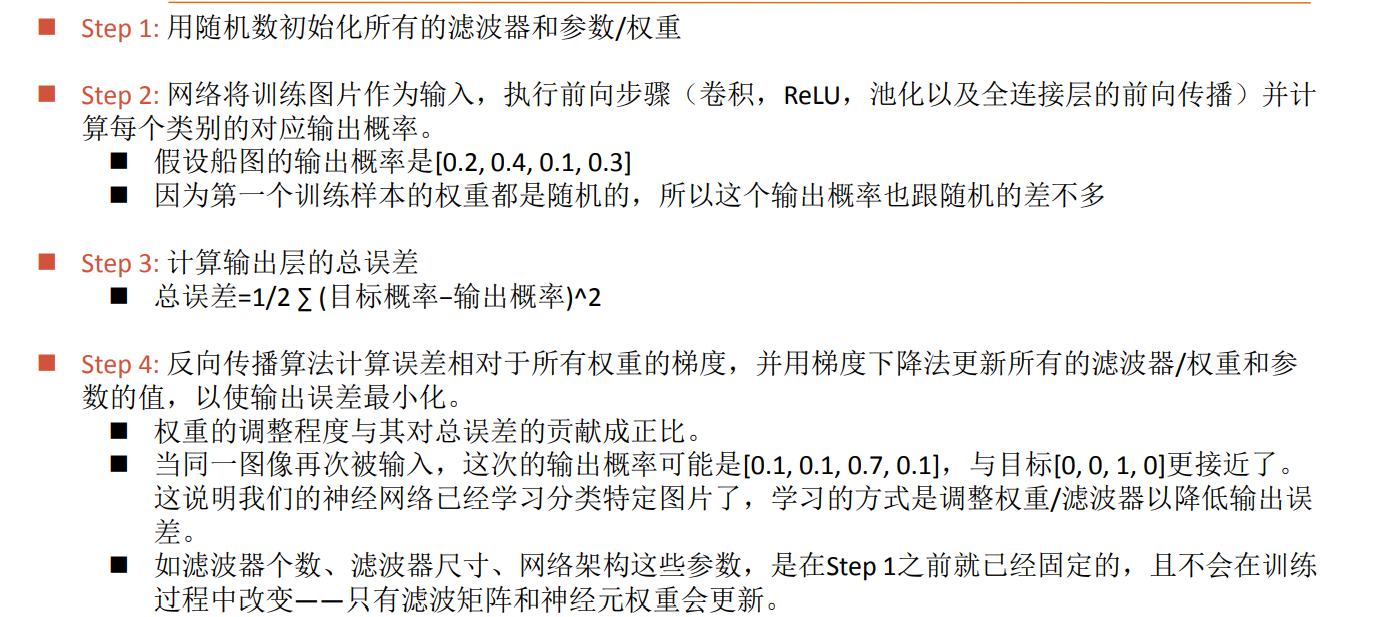 Step 1: 用随机数初始化所有的滤波器和参数/权重
Step 2: 网络将训练图片作为输入，执行前向步骤（卷积，ReLU，池化以及全连接层的前向传播）并计
算每个类别的对应输出概率。
假设船图的输出概率是[0.2, 0.4, 0.1, 0.3]
因为第一个训练样本的权重都是随机的，所以这个输出概率也跟随机的差不多
Step 3: 计算输出层的总误差
总误差=1/2 ∑ (目标概率−输出概率)^2
Step 4: 反向传播算法计算误差相对于所有权重的梯度，并用梯度下降法更新所有的滤波器/权重和参
数的值，以使输出误差最小化。
权重的调整程度与其对总误差的贡献成正比。
当同一图像再次被输入，这次的输出概率可能是[0.1, 0.1, 0.7, 0.1]，与目标[0, 0, 1, 0]更接近了。
这说明我们的神经网络已经学习分类特定图片了，学习的方式是调整权重/滤波器以降低输出误
差。
如滤波器个数、滤波器尺寸、网络架构这些参数，是在Step 1之前就已经固定的，且不会在训练
过程中改变——只有滤波矩阵和神经元权重会更新。